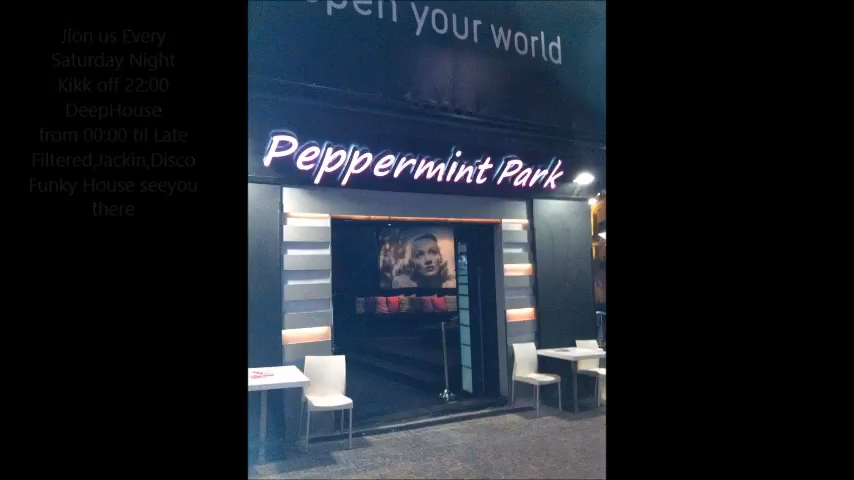 Jion us Every
Saturday Night
Kikk off 22:00
DeepHouse
from 00:00 til Late
Filtered,Jackin,Disco
Funky House seeyou
there
open your world
Peppermint Park